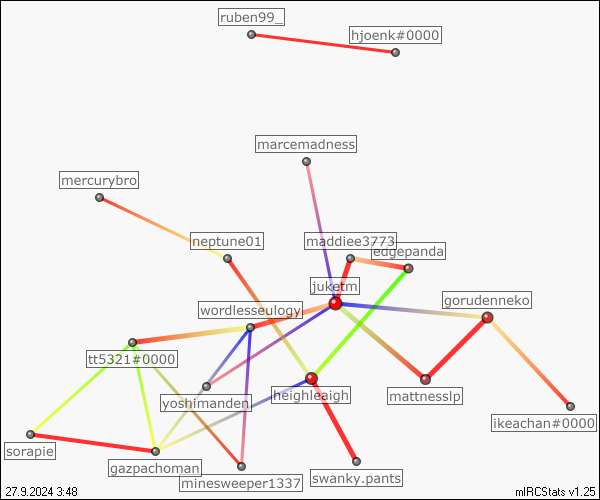 ruben99_
hjoenk#0000
marcemadness
mercurybro
neptune01
maddiee3773
edgepanda
juketm
gorudenneko
wordlesseulogy
tt5321#0000
yoshimanden
heighleaigh
mattnesslp
ikeachan#0000
sorapie
gazpachoman
minesweeper1337
swanky.pants
27.9.2024 3:48
mIRCStats v1.25